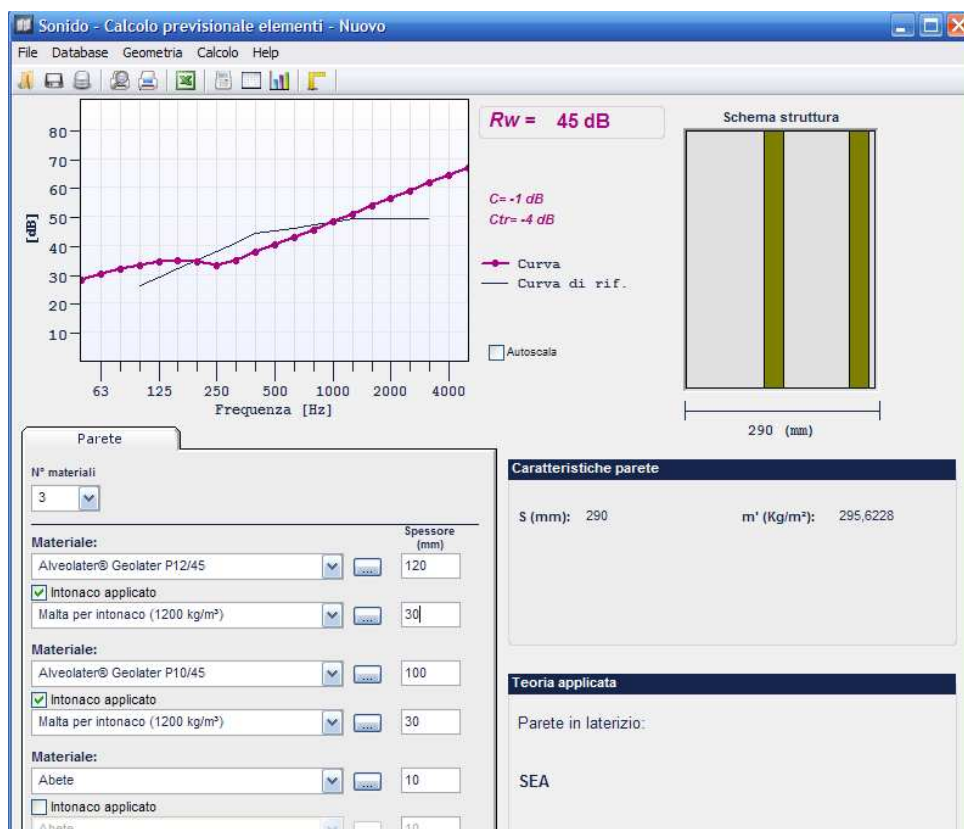 Sonido - Calcolo previsionale elementi - Nuovo
File Database Geometria Calcolo Help
80
70
60
50
40
30
20
10
[dB]
63 125 250 500 1000 2000 4000
Frequenza [Hz]
Rw = 45 dB
C= -1 dB
Ctr= -4 dB
Curva
Curva di rif.
Autoscala
Schema struttura
290 (mm)
Parete
N° materiali
3
Spessore
(mm)
Materiale:
Alveolater® Geolater P12/45 ... 120
Intonaco applicato
Malta per intonaco (1200 kg/m³) ... 30
Materiale:
Alveolater® Geolater P10/45 ... 100
Intonaco applicato
Malta per intonaco (1200 kg/m³) ... 30
Materiale:
Abete ... 10
Intonaco applicato
Abete ... 10
Caratteristiche parete
S (mm): 290 m' (Kg/m²): 295,6228
Teoria applicata
Parete in laterizio:
SEA